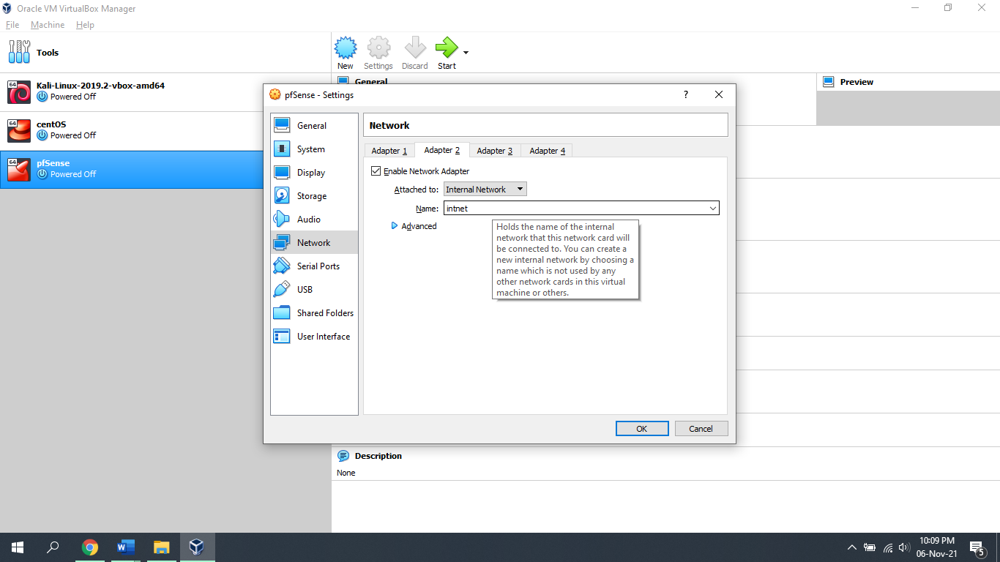 Oracle VM VirtualBox Manager
File Machine Help
Tools
New Settings Discard Start
64
Kali-Linux-2019.2-vbox-amd64
Powered Off
64
centOS
Powered Off
64
pfSense
Powered Off
General
Preview
pfSense - Settings
?
General
System
Display
Storage
Audio
Network
Serial Ports
USB
Shared Folders
User Interface
Network
Adapter 1 Adapter 2 Adapter 3 Adapter 4
Enable Network Adapter
Attached to: Internal Network
Name: intnet
Advanced
Holds the name of the internal
network that this network card will
be connected to. You can create a
new internal network by choosing a
name which is not used by any
other network cards in this virtual
machine or others.
OK Cancel
Description
None
W
10:09 PM
06-Nov-21
5